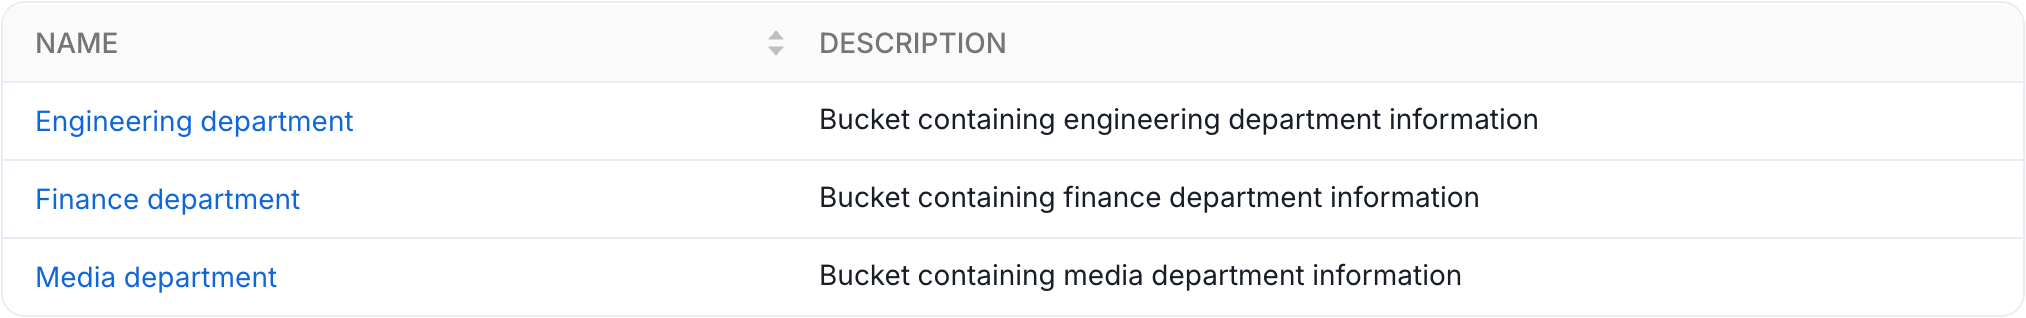 NAME DESCRIPTION
Engineering department Bucket containing engineering department information
Finance department Bucket containing finance department information
Media department Bucket containing media department information